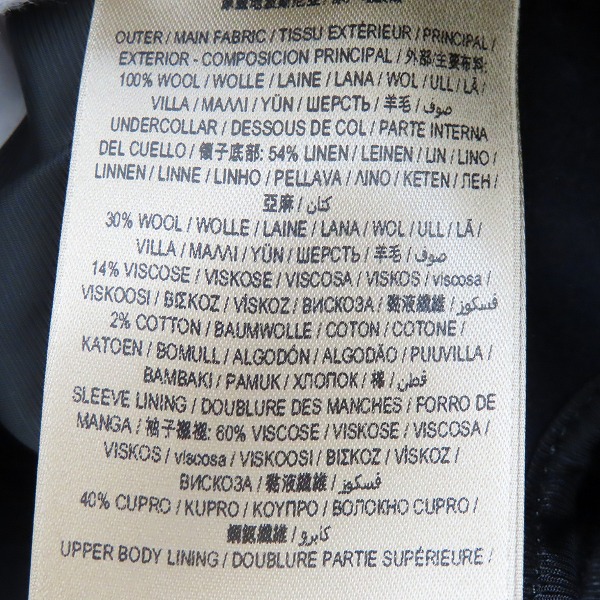 OUTER / MAIN FABRIC / TISSU EXTÉRIEUR / PRINCIPAL /
EXTERIOR - COMPOSICION PRINCIPAL / 外部/主要布料:
100% WOOL / WOLLE / LAINE / LANA / WOL / ULL / LÃ /
VILLA / ΜΑΛΛΙ / YÜN / ШЕРСТЬ / 羊毛 / صوف
UNDERCOLLAR / DESSOUS DE COL / PARTE INTERNA
DEL CUELLO / 領子底部: 54% LINEN / LEINEN / LIN / LINO /
LINNEN / LINNE / LINHO / PELLAVA / ΛΙΝΟ / KETEN / ЛЕН /
亞麻 / كتان
30% WOOL / WOLLE / LAINE / LANA / WOL / ULL / LÃ /
VILLA / ΜΑΛΛΙ / YÜN / ШЕРСТЬ / 羊毛 / صوف
14% VISCOSE / VISKOSE / VISCOSA / VISKOS / viscosa /
VISKOOSI / ΒΙΣΚΟΖ / VİSKOZ / ВИСКОЗА / 黏液纖維 / فسكوز
2% COTTON / BAUMWOLLE / COTON / COTONE /
KATOEN / BOMULL / ALGODÓN / ALGODÃO / PUUVILLA /
ΒΑΜΒΑΚΙ / PAMUK / ХЛОПОК / 棉 / قطن
SLEEVE LINING / DOUBLURE DES MANCHES / FORRO DE
MANGA / 袖子襯裡: 60% VISCOSE / VISKOSE / VISCOSA /
VISKOS / viscosa / VISKOOSI / ΒΙΣΚΟΖ / VİSKOZ /
ВИСКОЗА / 黏液纖維 / فسكوز
40% CUPRO / KUPRO / ΚΟΥΠΡΟ / ВОЛОКНО CUPRO /
銅氨纖維 / كابرو
UPPER BODY LINING / DOUBLURE PARTIE SUPÉRIEURE /